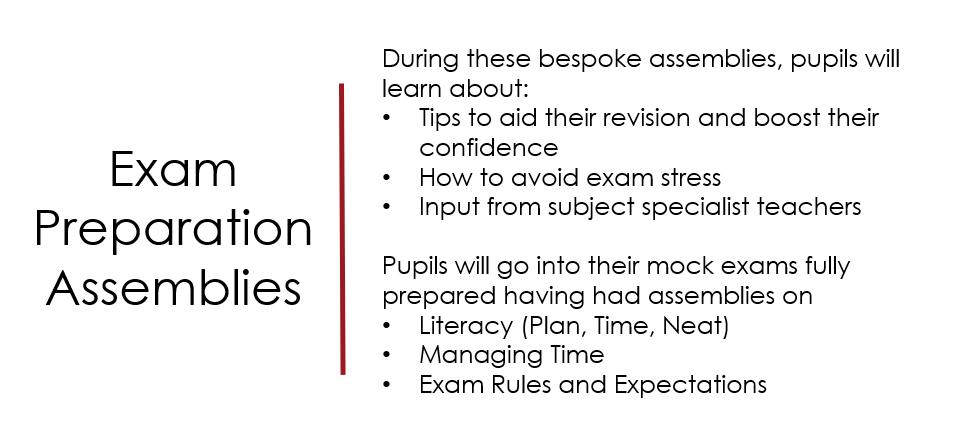 Exam
Preparation
Assemblies
During these bespoke assemblies, pupils will
learn about:
• Tips to aid their revision and boost their
confidence
• How to avoid exam stress
• Input from subject specialist teachers
Pupils will go into their mock exams fully
prepared having had assemblies on
• Literacy (Plan, Time, Neat)
• Managing Time
• Exam Rules and Expectations